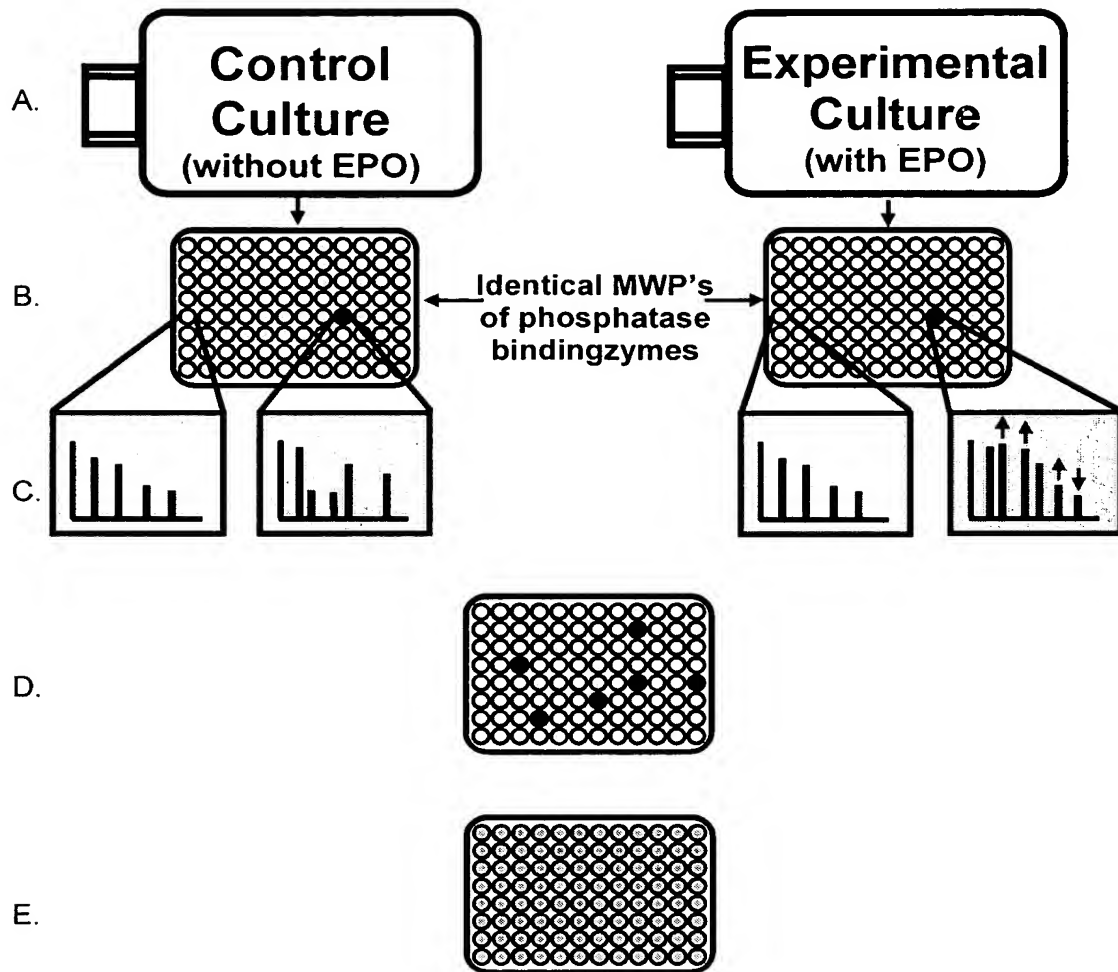 A.
Control
Culture
(without EPO)
Experimental
Culture
(with EPO)
B.
Identical MWP's
of phosphatase
bindingzymes
C.
D.
E.